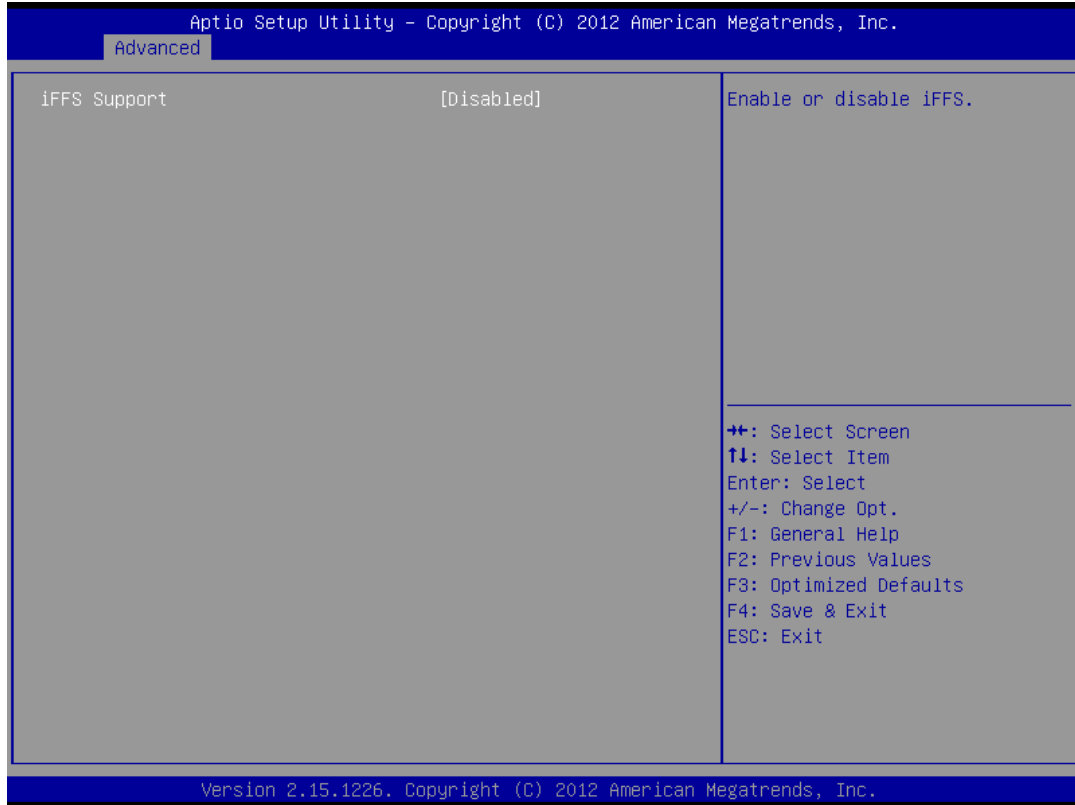 Aptio Setup Utility – Copyright (C) 2012 American Megatrends, Inc.
Advanced
iFFS Support [Disabled]
Enable or disable iFFS.
→←: Select Screen
↑↓: Select Item
Enter: Select
+/-: Change Opt.
F1: General Help
F2: Previous Values
F3: Optimized Defaults
F4: Save & Exit
ESC: Exit
Version 2.15.1226. Copyright (C) 2012 American Megatrends, Inc.